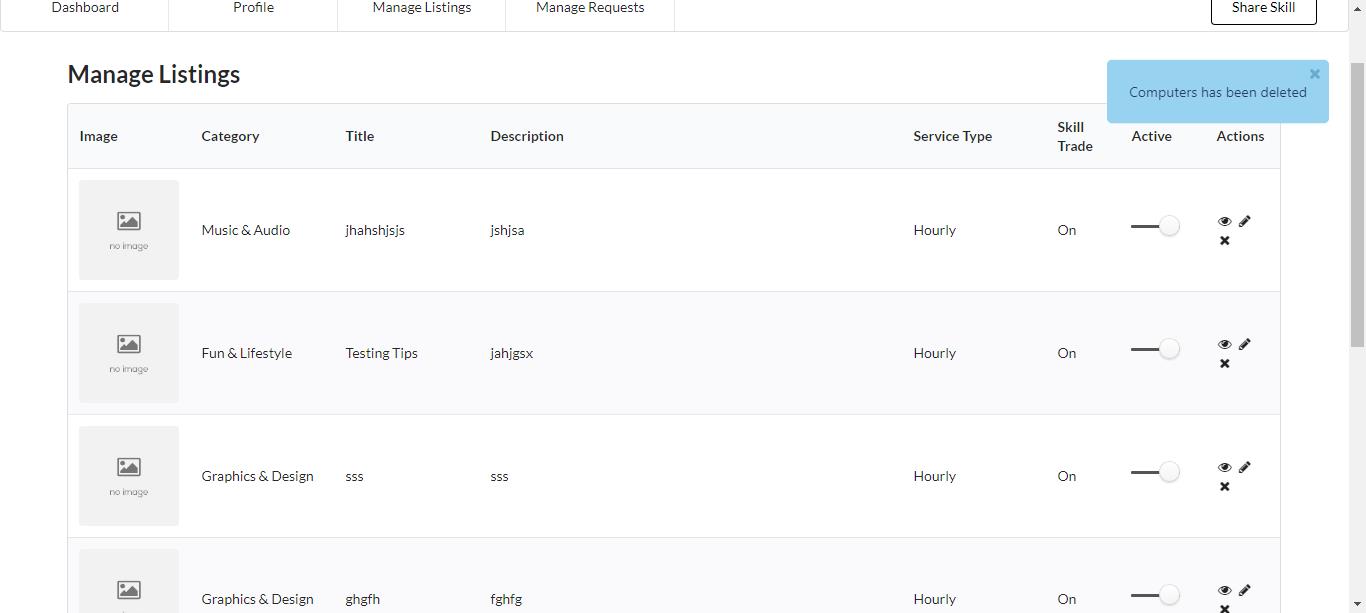 Dashboard Profile Manage Listings Manage Requests Share Skill
Manage Listings
Computers has been deleted
Image Category Title Description Service Type Skill Trade Active Actions
no image Music & Audio jhahshjsjs jshjsa Hourly On
no image Fun & Lifestyle Testing Tips jahjgsx Hourly On
no image Graphics & Design sss sss Hourly On
Graphics & Design ghgfh fghfg Hourly On